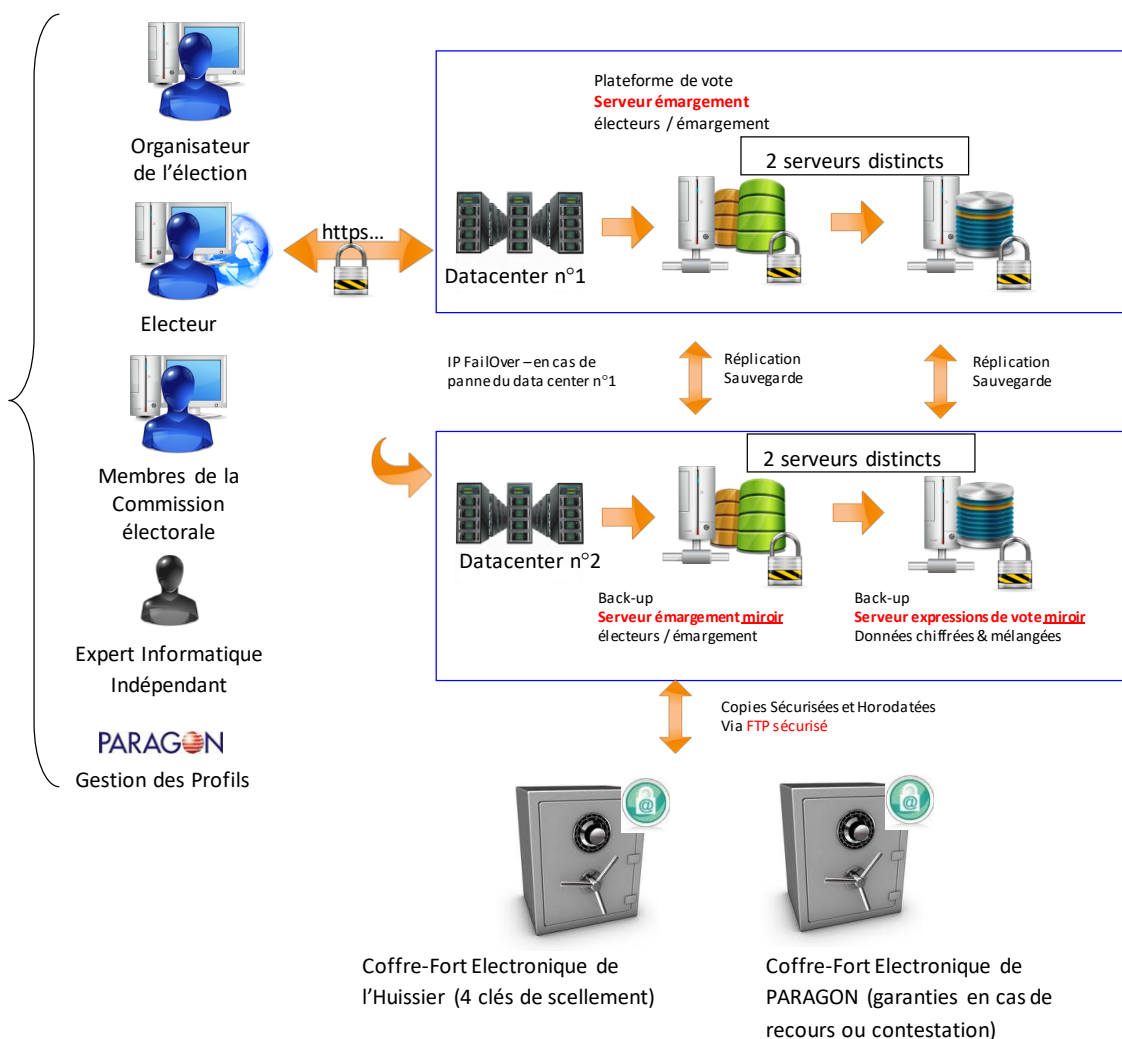 Organisateur
de l'élection
Electeur
Membres de la
Commission
électorale
Expert Informatique
Indépendant
PARAGON
Gestion des Profils
https...
Plateforme de vote
Serveur émargement
électeurs / émargement
2 serveurs distincts
Datacenter n°1
IP FailOver – en cas de
panne du data center n°1
Réplication
Sauvegarde
Réplication
Sauvegarde
2 serveurs distincts
Datacenter n°2
Back-up
Serveur émargement miroir
électeurs / émargement
Back-up
Serveur expressions de vote miroir
Données chiffrées & mélangées
Copies Sécurisées et Horodatées
Via FTP sécurisé
@
@
Coffre-Fort Electronique de
l'Huissier (4 clés de scellement)
Coffre-Fort Electronique de
PARAGON (garanties en cas de
recours ou contestation)